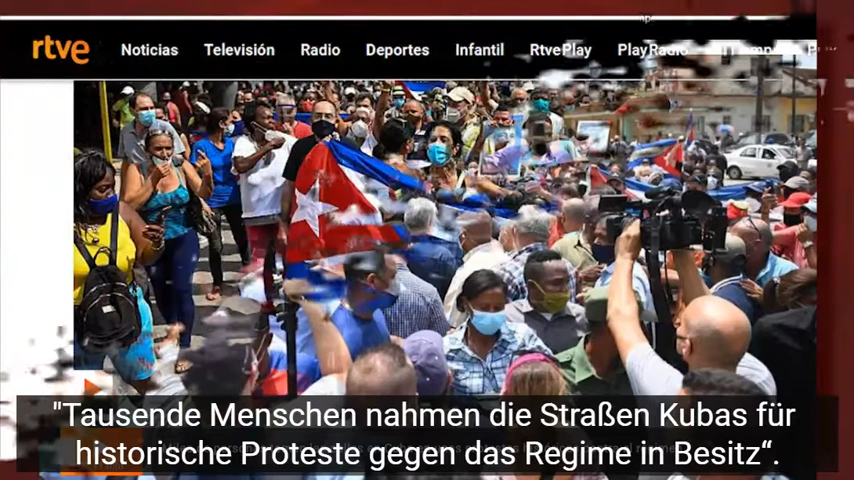 rtve Noticias Televisión Radio Deportes Infantil RtvePlay PlayRadio
"Tausende Menschen nahmen die Straßen Kubas für
historische Proteste gegen das Regime in Besitz“.